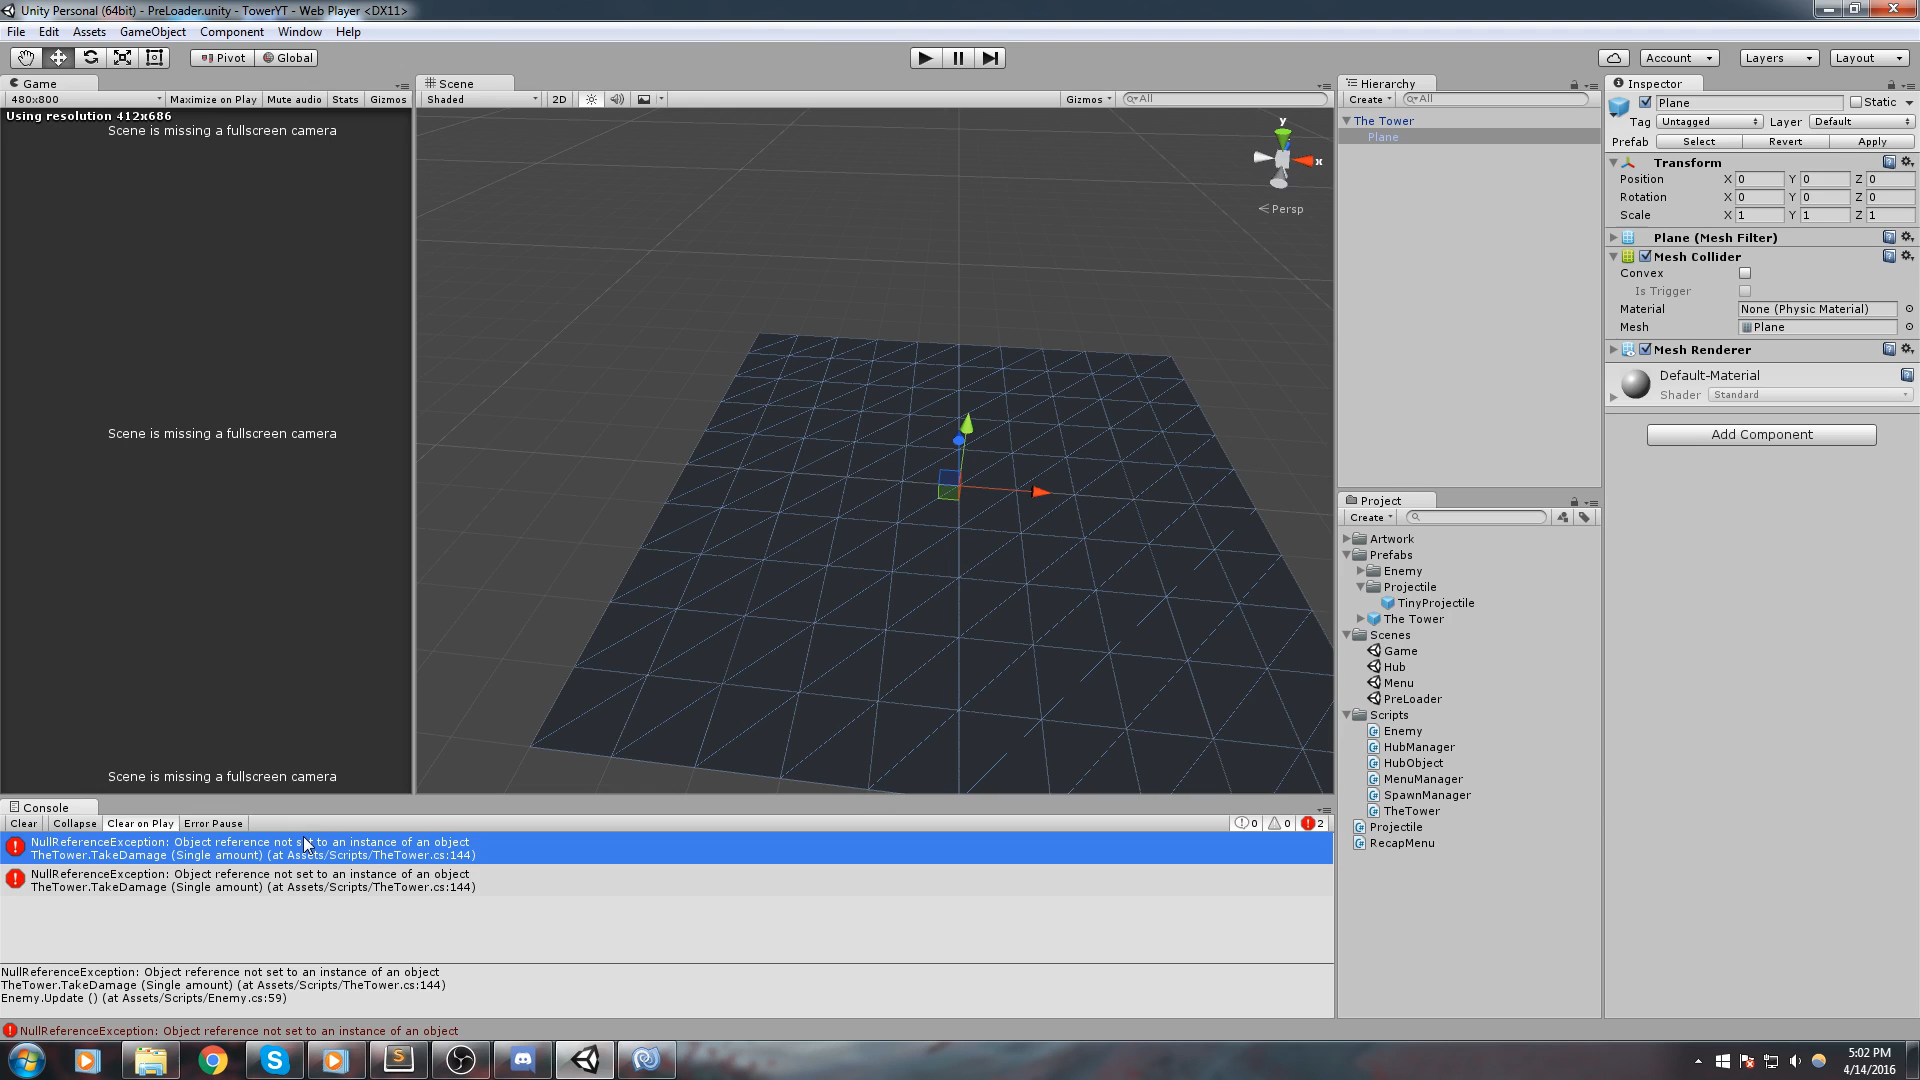 Unity Personal (64bit) - PreLoader.unity - TowerYT - Web Player <DX11>
File Edit Assets GameObject Component Window Help
Pivot Global Account Layers Layout
Game
480x800 Maximize on Play Mute audio Stats Gizmos
Using resolution 412x686
Scene is missing a fullscreen camera
Scene is missing a fullscreen camera
Scene is missing a fullscreen camera
Scene
Shaded 2D Gizmos All
y
x
Persp
Hierarchy
Create All
The Tower
Plane
Project
Create
Artwork
Prefabs
Enemy
Projectile
TinyProjectile
The Tower
Scenes
Game
Hub
Menu
PreLoader
Scripts
Enemy
HubManager
HubObject
MenuManager
SpawnManager
TheTower
Projectile
RecapMenu
Inspector
Plane Static
Tag Untagged Layer Default
Prefab Select Revert Apply
Transform
Position X 0 Y 0 Z 0
Rotation X 0 Y 0 Z 0
Scale X 1 Y 1 Z 1
Plane (Mesh Filter)
Mesh Collider
Convex
Is Trigger
Material None (Physic Material)
Mesh Plane
Mesh Renderer
Default-Material
Shader Standard
Add Component
Console
Clear Collapse Clear on Play Error Pause 0 0 2
NullReferenceException: Object reference not set to an instance of an object
TheTower.TakeDamage (Single amount) (at Assets/Scripts/TheTower.cs:144)
NullReferenceException: Object reference not set to an instance of an object
TheTower.TakeDamage (Single amount) (at Assets/Scripts/TheTower.cs:144)
NullReferenceException: Object reference not set to an instance of an object
TheTower.TakeDamage (Single amount) (at Assets/Scripts/TheTower.cs:144)
Enemy.Update () (at Assets/Scripts/Enemy.cs:59)
NullReferenceException: Object reference not set to an instance of an object
5:02 PM
4/14/2016